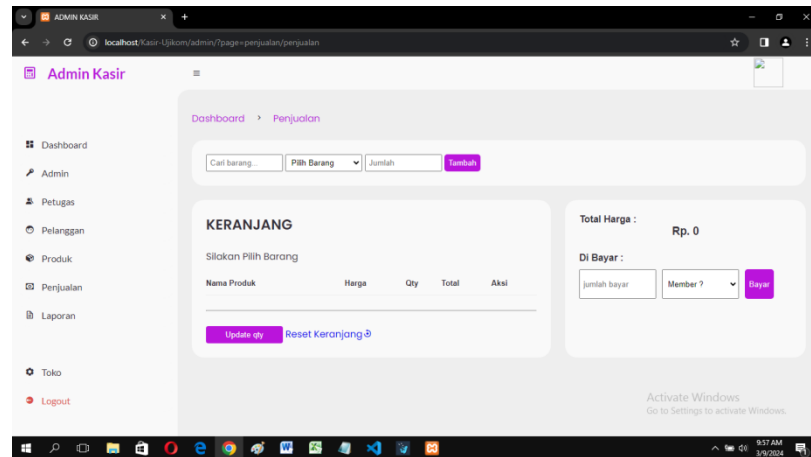 ADMIN KASIR
localhost/Kasir-Ujikom/admin/?page=penjualan/penjualan
Admin Kasir
Dashboard > Penjualan
Dashboard
Admin
Petugas
Pelanggan
Produk
Penjualan
Laporan
Toko
Logout
Cari barang... Pilih Barang Jumlah Tambah
KERANJANG
Silakan Pilih Barang
Nama Produk Harga Qty Total Aksi
Update qty Reset Keranjang
Total Harga :
Rp. 0
Di Bayar :
jumlah bayar Member ? Bayar
Activate Windows
Go to Settings to activate Windows.
9:57 AM
3/9/2024